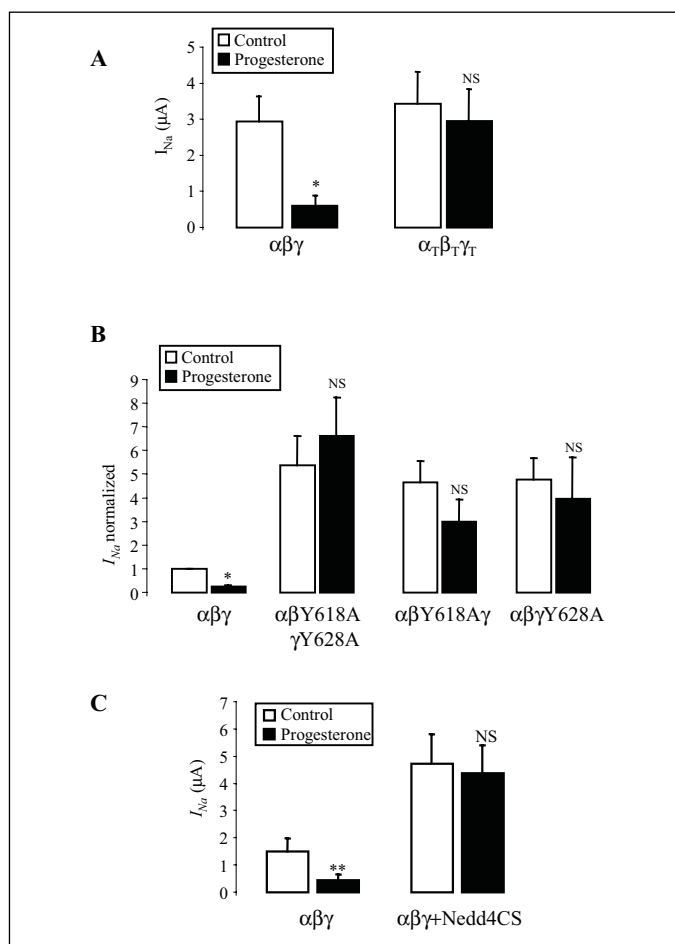 A
Control
Progesterone
5
4
3
2
1
0
I_Na (μA)
*
NS
αβγ
α_Tβ_Tγ_T
B
Control
Progesterone
9
8
7
6
5
4
3
2
1
0
I_Na normalized
*
NS
NS
NS
αβγ
αβY618A
γY628A
αβY618Aγ
αβγY628A
C
Control
Progesterone
7
6
5
4
3
2
1
0
I_Na (μA)
**
NS
αβγ
αβγ+Nedd4CS